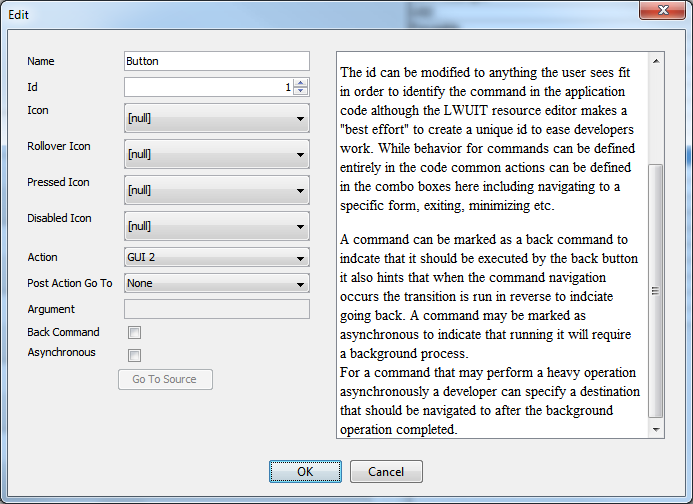 Edit
Name
Button
Id
1
Icon
[null]
Rollover Icon
[null]
Pressed Icon
[null]
Disabled Icon
[null]
Action
GUI 2
Post Action Go To
None
Argument
Back Command
Asynchronous
Go To Source
The id can be modified to anything the user sees fit
in order to identify the command in the application
code although the LWUIT resource editor makes a
"best effort" to create a unique id to ease developers
work. While behavior for commands can be defined
entirely in the code common actions can be defined
in the combo boxes here including navigating to a
specific form, exiting, minimizing etc.
A command can be marked as a back command to
indcate that it should be executed by the back button
it also hints that when the command navigation
occurs the transition is run in reverse to indciate
going back. A command may be marked as
asynchronous to indicate that running it will require
a background process.
For a command that may perform a heavy operation
asynchronously a developer can specify a destination
that should be navigated to after the background
operation completed.
OK
Cancel